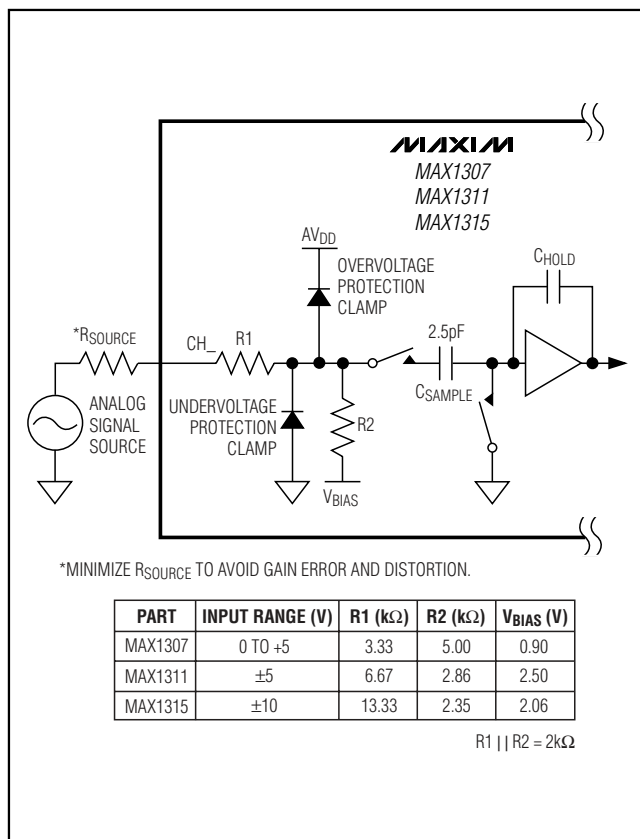 MAXIM
MAX1307
MAX1311
MAX1315
AVDD
OVERVOLTAGE
PROTECTION
CLAMP
CHOLD
*RSOURCE
CH_
R1
2.5pF
CSAMPLE
ANALOG
SIGNAL
SOURCE
UNDERVOLTAGE
PROTECTION
CLAMP
R2
VBIAS
*MINIMIZE RSOURCE TO AVOID GAIN ERROR AND DISTORTION.
PART INPUT RANGE (V) R1 (kΩ) R2 (kΩ) VBIAS (V)
MAX1307 0 TO +5 3.33 5.00 0.90
MAX1311 ±5 6.67 2.86 2.50
MAX1315 ±10 13.33 2.35 2.06
R1 || R2 = 2kΩ